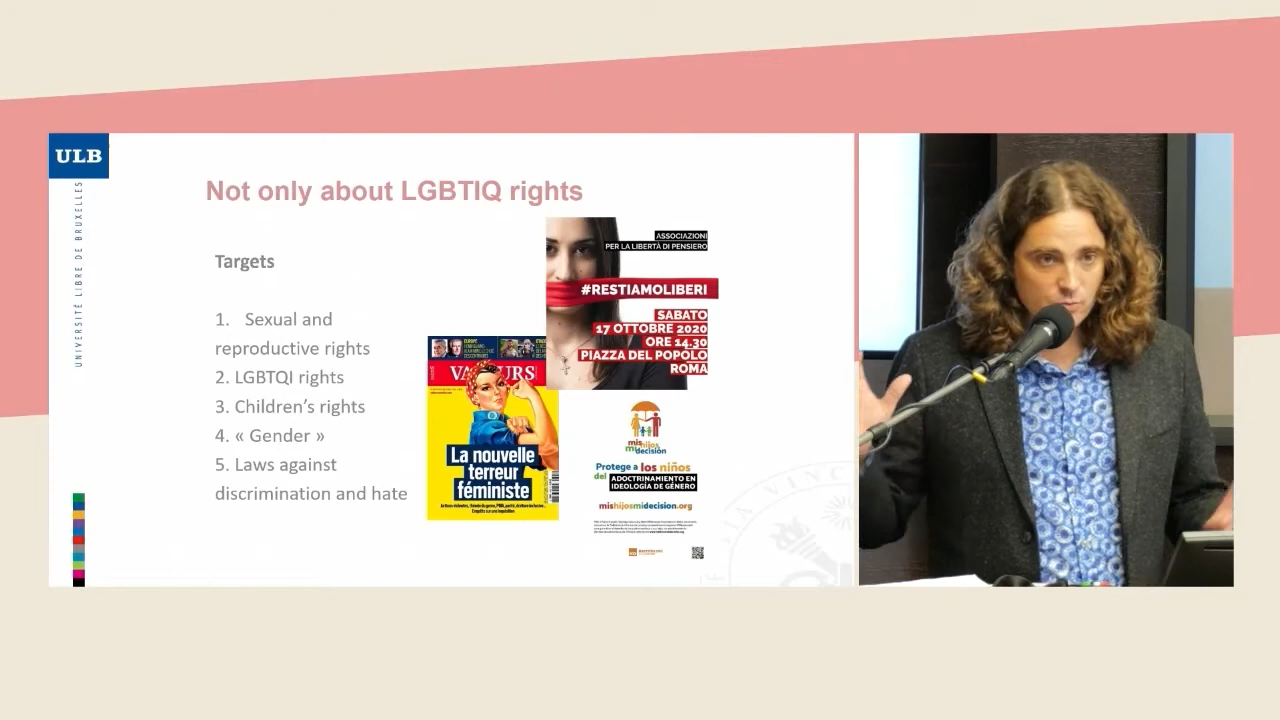 ULB
UNIVERSITÉ LIBRE DE BRUXELLES
Not only about LGBTIQ rights
Targets
1. Sexual and
reproductive rights
2. LGBTQI rights
3. Children's rights
4. « Gender »
5. Laws against
discrimination and hate
ASSOCIAZIONI
PER LA LIBERTÀ DI PENSIERO
#RESTIAMOLIBERI
SABATO
17 OTTOBRE 2020
ORE 14.30
PIAZZA DEL POPOLO
ROMA
La nouvelle
terreur
féministe
mis hijos
mi decisión
Protege a los niños
del ADOCTRINAMIENTO EN
IDEOLOGÍA DE GÉNERO
mishijosmidecision.org